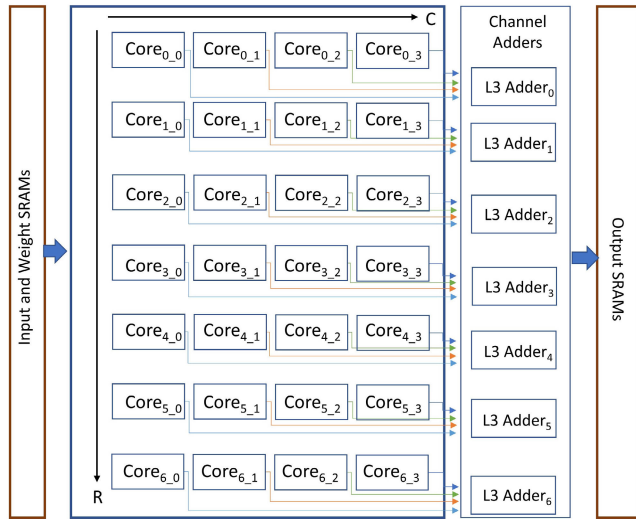 C
Channel
Adders
Core0_0 Core0_1 Core0_2 Core0_3
L3 Adder0
Core1_0 Core1_1 Core1_2 Core1_3
L3 Adder1
Core2_0 Core2_1 Core2_2 Core2_3
L3 Adder2
Core3_0 Core3_1 Core3_2 Core3_3
L3 Adder3
Core4_0 Core4_1 Core4_2 Core4_3
L3 Adder4
Core5_0 Core5_1 Core5_2 Core5_3
L3 Adder5
Core6_0 Core6_1 Core6_2 Core6_3
L3 Adder6
R
Input and Weight SRAMs
Output SRAMs